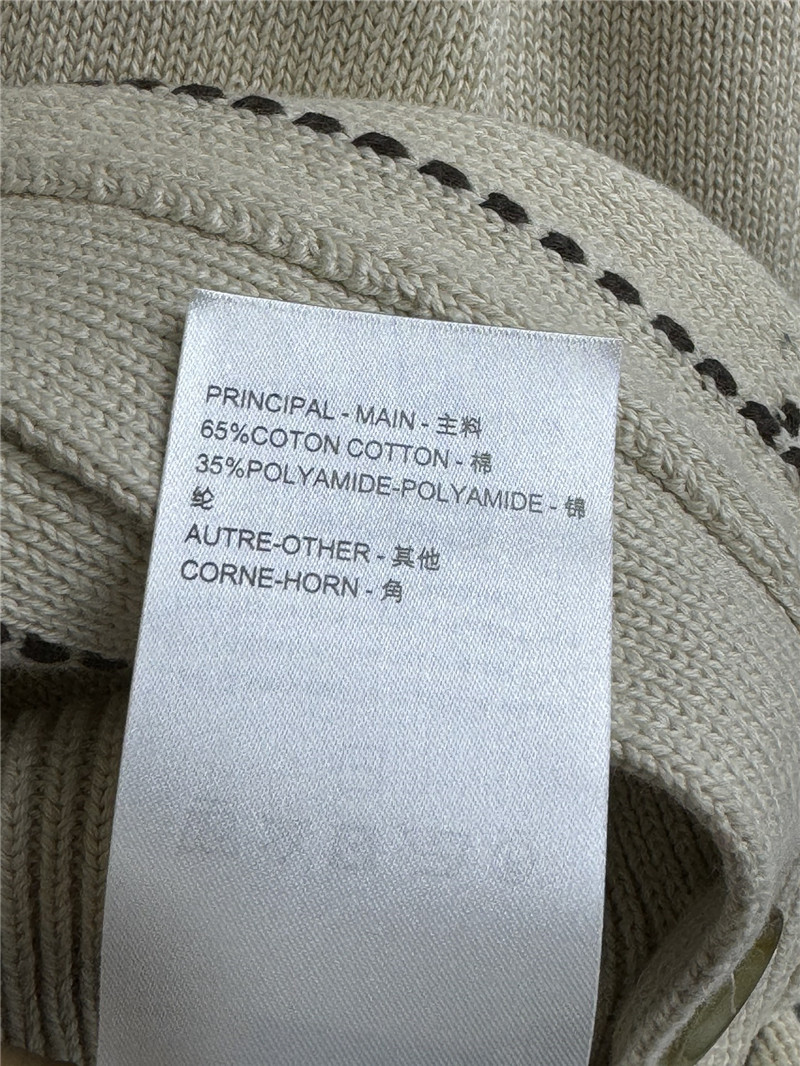 PRINCIPAL - MAIN - 主料
65%COTON COTTON - 棉
35%POLYAMIDE-POLYAMIDE - 锦
纶
AUTRE-OTHER - 其他
CORNE-HORN - 角